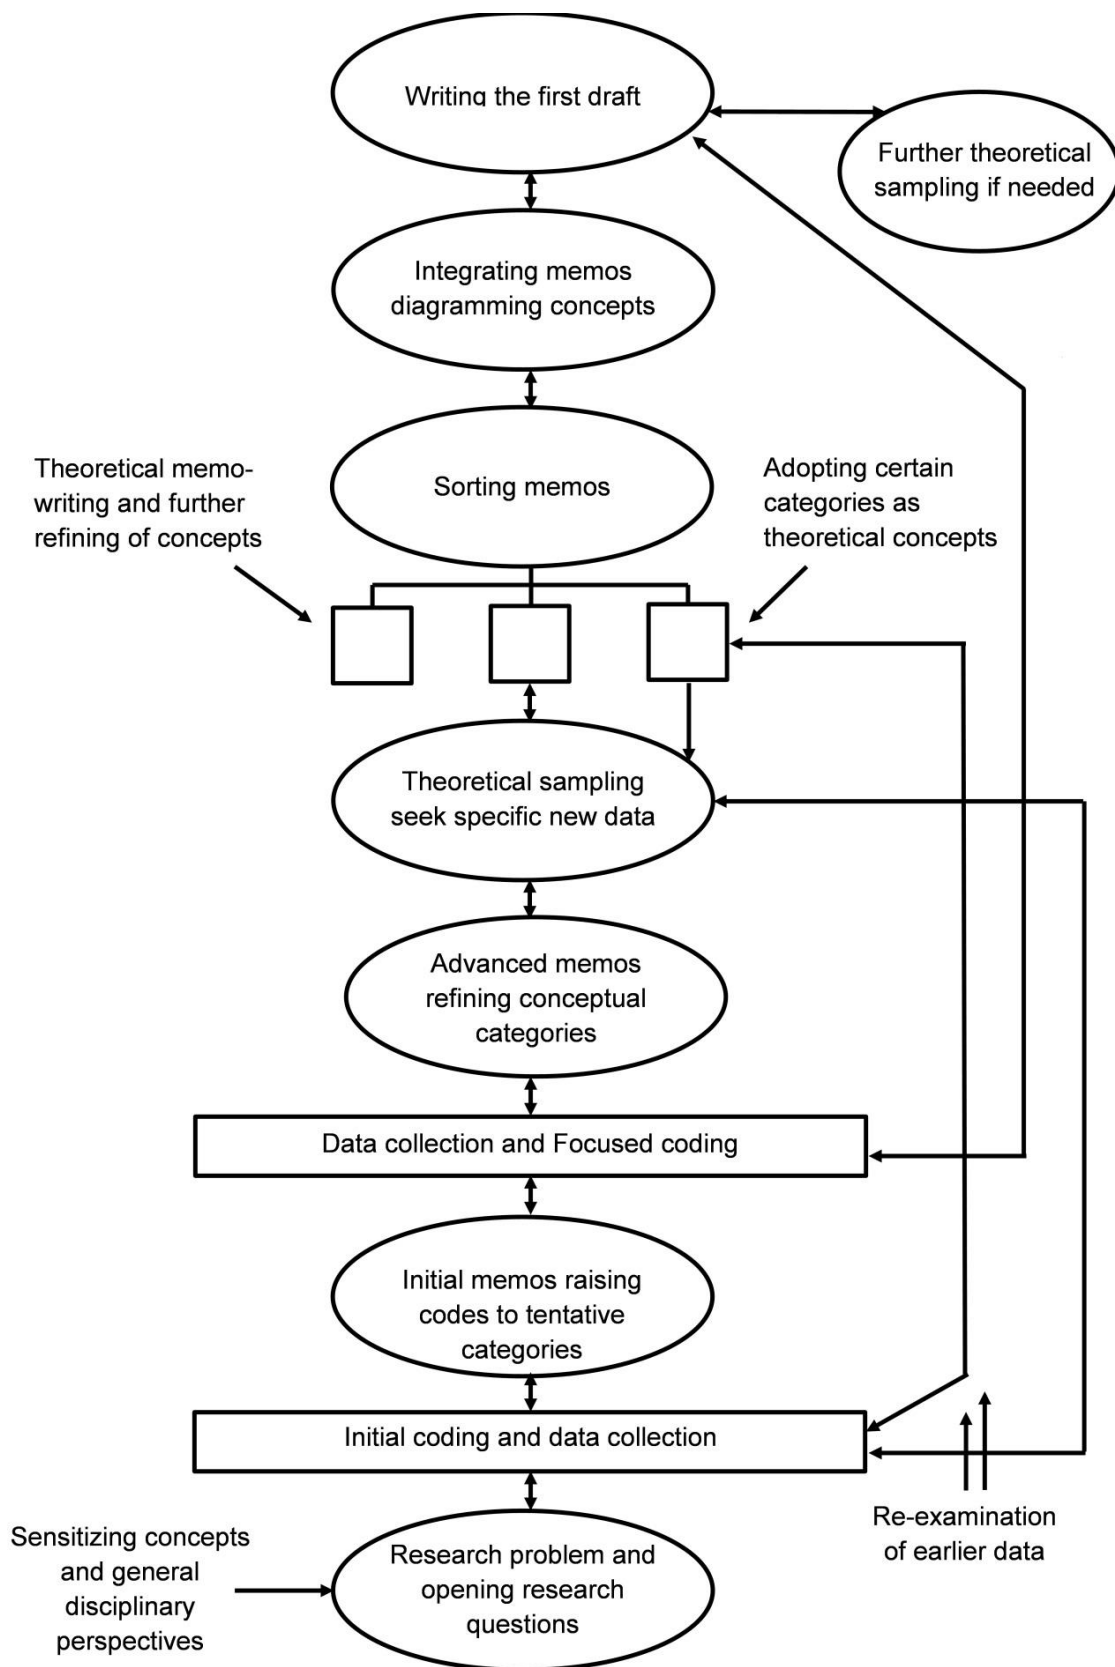 Writing the first draft
Further theoretical
sampling if needed
Integrating memos
diagramming concepts
Theoretical memo-
writing and further
refining of concepts
Sorting memos
Adopting certain
categories as
theoretical concepts
Theoretical sampling
seek specific new data
Advanced memos
refining conceptual
categories
Data collection and Focused coding
Initial memos raising
codes to tentative
categories
Initial coding and data collection
Re-examination
of earlier data
Sensitizing concepts
and general
disciplinary
perspectives
Research problem and
opening research
questions